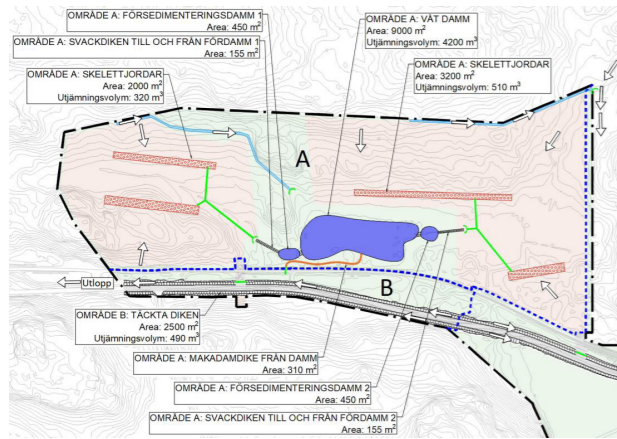 OMRÅDE A: FÖRSEDIMENTERINGSDAMM 1
Area: 450 m²
OMRÅDE A: SVACKDIKEN TILL OCH FRÅN FÖRDAMM 1
Area: 155 m²
OMRÅDE A: SKELETTJORDAR
Area: 2000 m²
Utjämningsvolym: 320 m³
OMRÅDE A: VÅT DAMM
Area: 9000 m²
Utjämningsvolym: 4200 m³
OMRÅDE A: SKELETTJORDAR
Area: 3200 m²
Utjämningsvolym: 510 m³
A
B
Utlopp
OMRÅDE B: TÄCKTA DIKEN
Area: 2500 m²
Utjämningsvolym: 490 m³
OMRÅDE A: MAKADAMDIKE FRÅN DAMM
Area: 310 m²
OMRÅDE A: FÖRSEDIMENTERINGSDAMM 2
Area: 450 m²
OMRÅDE A: SVACKDIKEN TILL OCH FRÅN FÖRDAMM 2
Area: 155 m²